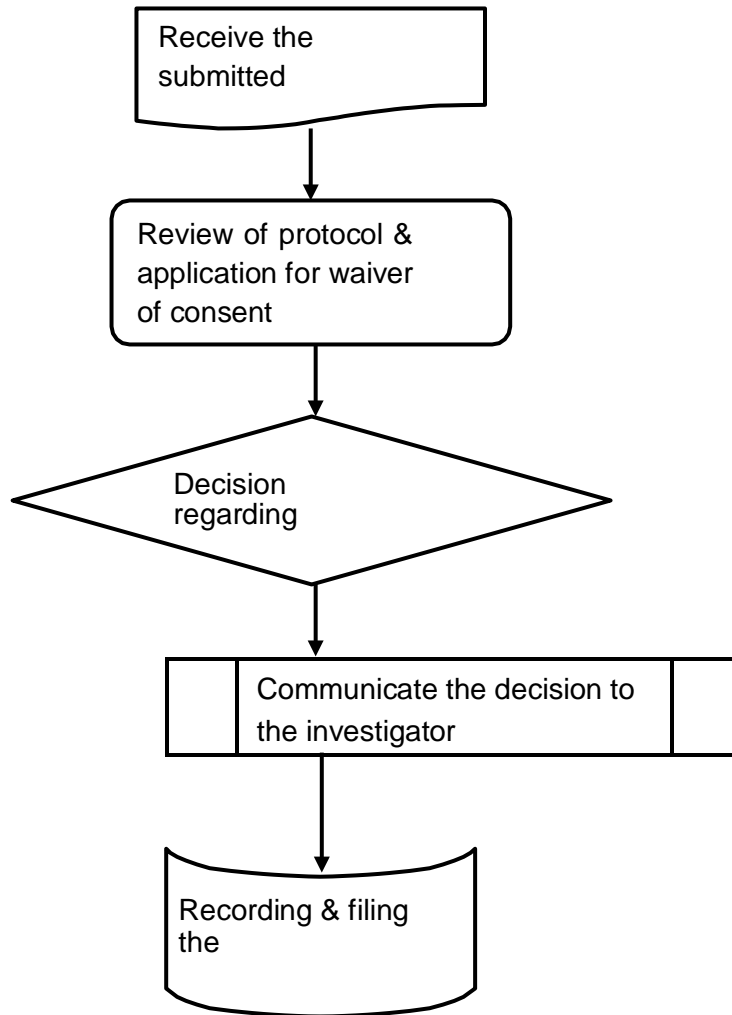 Receive the
submitted
Review of protocol &
application for waiver
of consent
Decision
regarding
Communicate the decision to
the investigator
Recording & filing
the